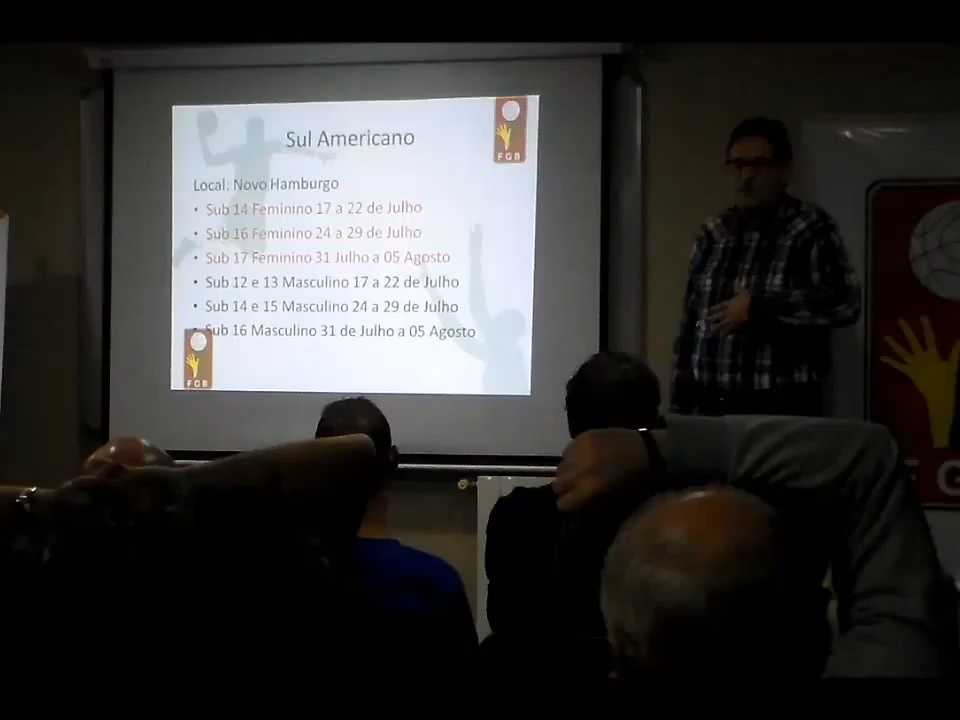 Sul Americano
FGB
Local: Novo Hamburgo
• Sub 14 Feminino 17 a 22 de Julho
• Sub 16 Feminino 24 a 29 de Julho
• Sub 17 Feminino 31 Julho a 05 Agosto
• Sub 12 e 13 Masculino 17 a 22 de Julho
• Sub 14 e 15 Masculino 24 a 29 de Julho
• Sub 16 Masculino 31 de Julho a 05 Agosto
FGB
G